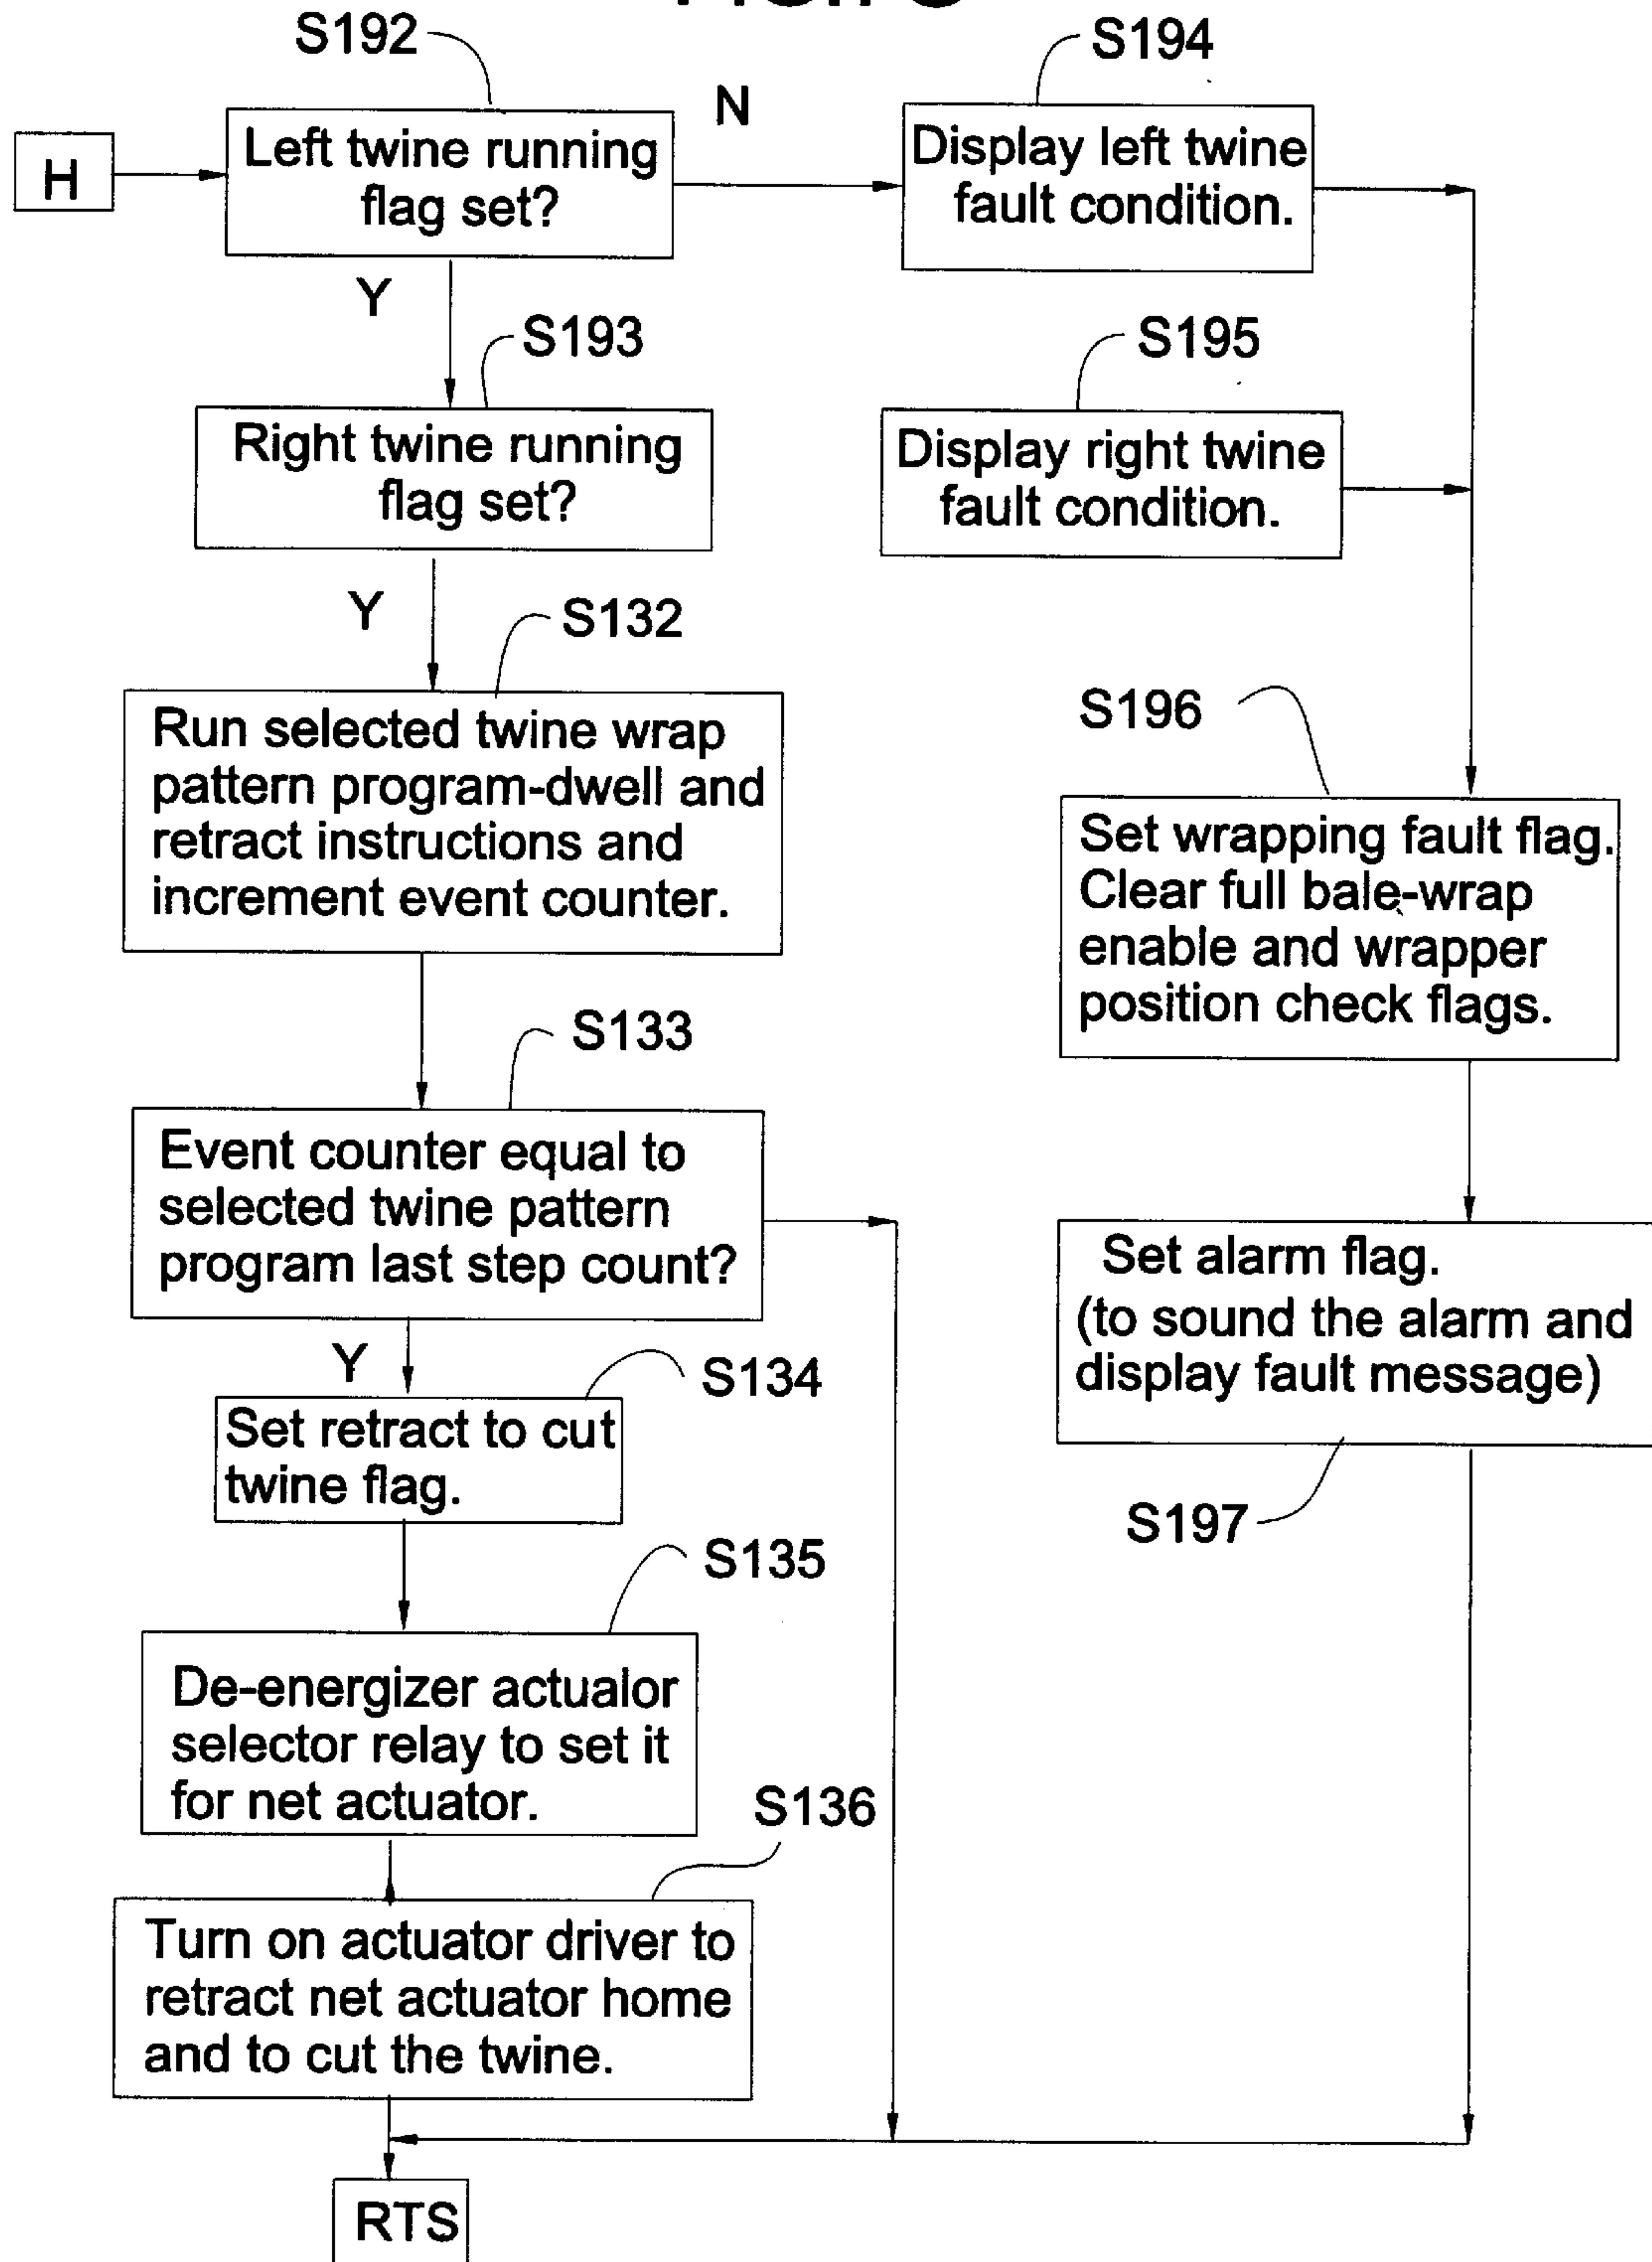 S192
S194
N
H
Left twine running
flag set?
Display left twine
fault condition.
Y
S193
S195
Right twine running
flag set?
Display right twine
fault condition.
Y
S132
S196
Run selected twine wrap
pattern program-dwell and
retract instructions and
increment event counter.
Set wrapping fault flag.
Clear full bale-wrap
enable and wrapper
position check flags.
S133
Event counter equal to
selected twine pattern
program last step count?
Set alarm flag.
(to sound the alarm and
display fault message)
Y
S134
Set retract to cut
twine flag.
S197
S135
De-energizer actualor
selector relay to set it
for net actuator.
S136
Turn on actuator driver to
retract net actuator home
and to cut the twine.
RTS